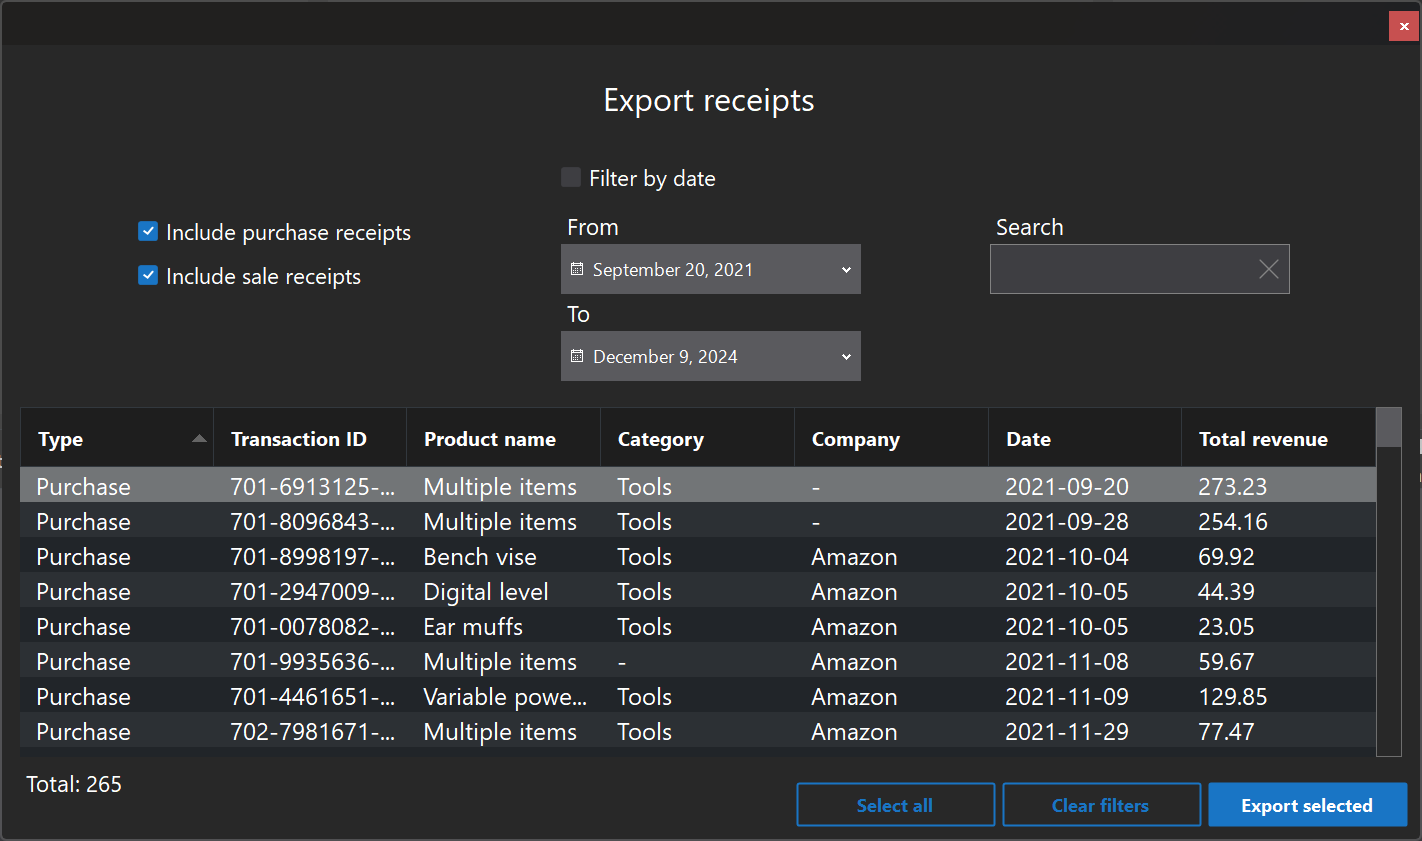 Export receipts
Filter by date
Include purchase receipts
Include sale receipts
From
September 20, 2021
To
December 9, 2024
Search
Type Transaction ID Product name Category Company Date Total revenue
Purchase 701-6913125-... Multiple items Tools - 2021-09-20 273.23
Purchase 701-8096843-... Multiple items Tools - 2021-09-28 254.16
Purchase 701-8998197-... Bench vise Tools Amazon 2021-10-04 69.92
Purchase 701-2947009-... Digital level Tools Amazon 2021-10-05 44.39
Purchase 701-0078082-... Ear muffs Tools Amazon 2021-10-05 23.05
Purchase 701-9935636-... Multiple items - Amazon 2021-11-08 59.67
Purchase 701-4461651-... Variable powe... Tools Amazon 2021-11-09 129.85
Purchase 702-7981671-... Multiple items Tools Amazon 2021-11-29 77.47
Total: 265
Select all Clear filters Export selected